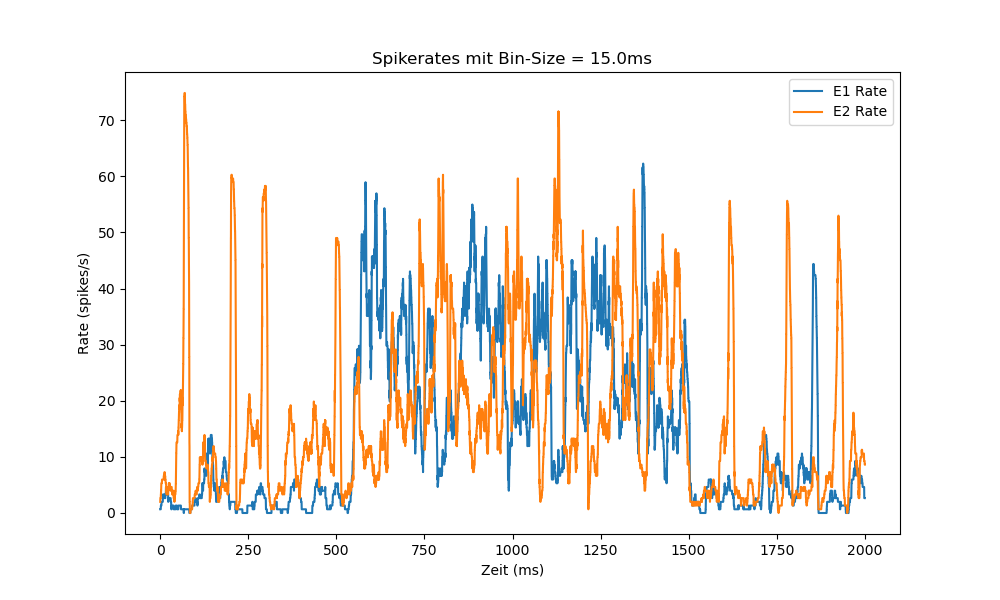 Spikerates mit Bin-Size = 15.0ms
E1 Rate
E2 Rate
Rate (spikes/s)
70
60
50
40
30
20
10
0
0 250 500 750 1000 1250 1500 1750 2000
Zeit (ms)